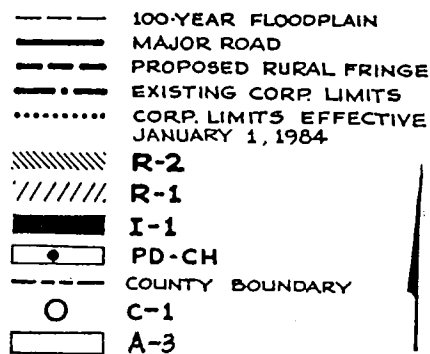 100-YEAR FLOODPLAIN
MAJOR ROAD
PROPOSED RURAL FRINGE
EXISTING CORP. LIMITS
CORP. LIMITS EFFECTIVE
JANUARY 1, 1984
R-2
R-1
I-1
PD-CH
COUNTY BOUNDARY
C-1
A-3